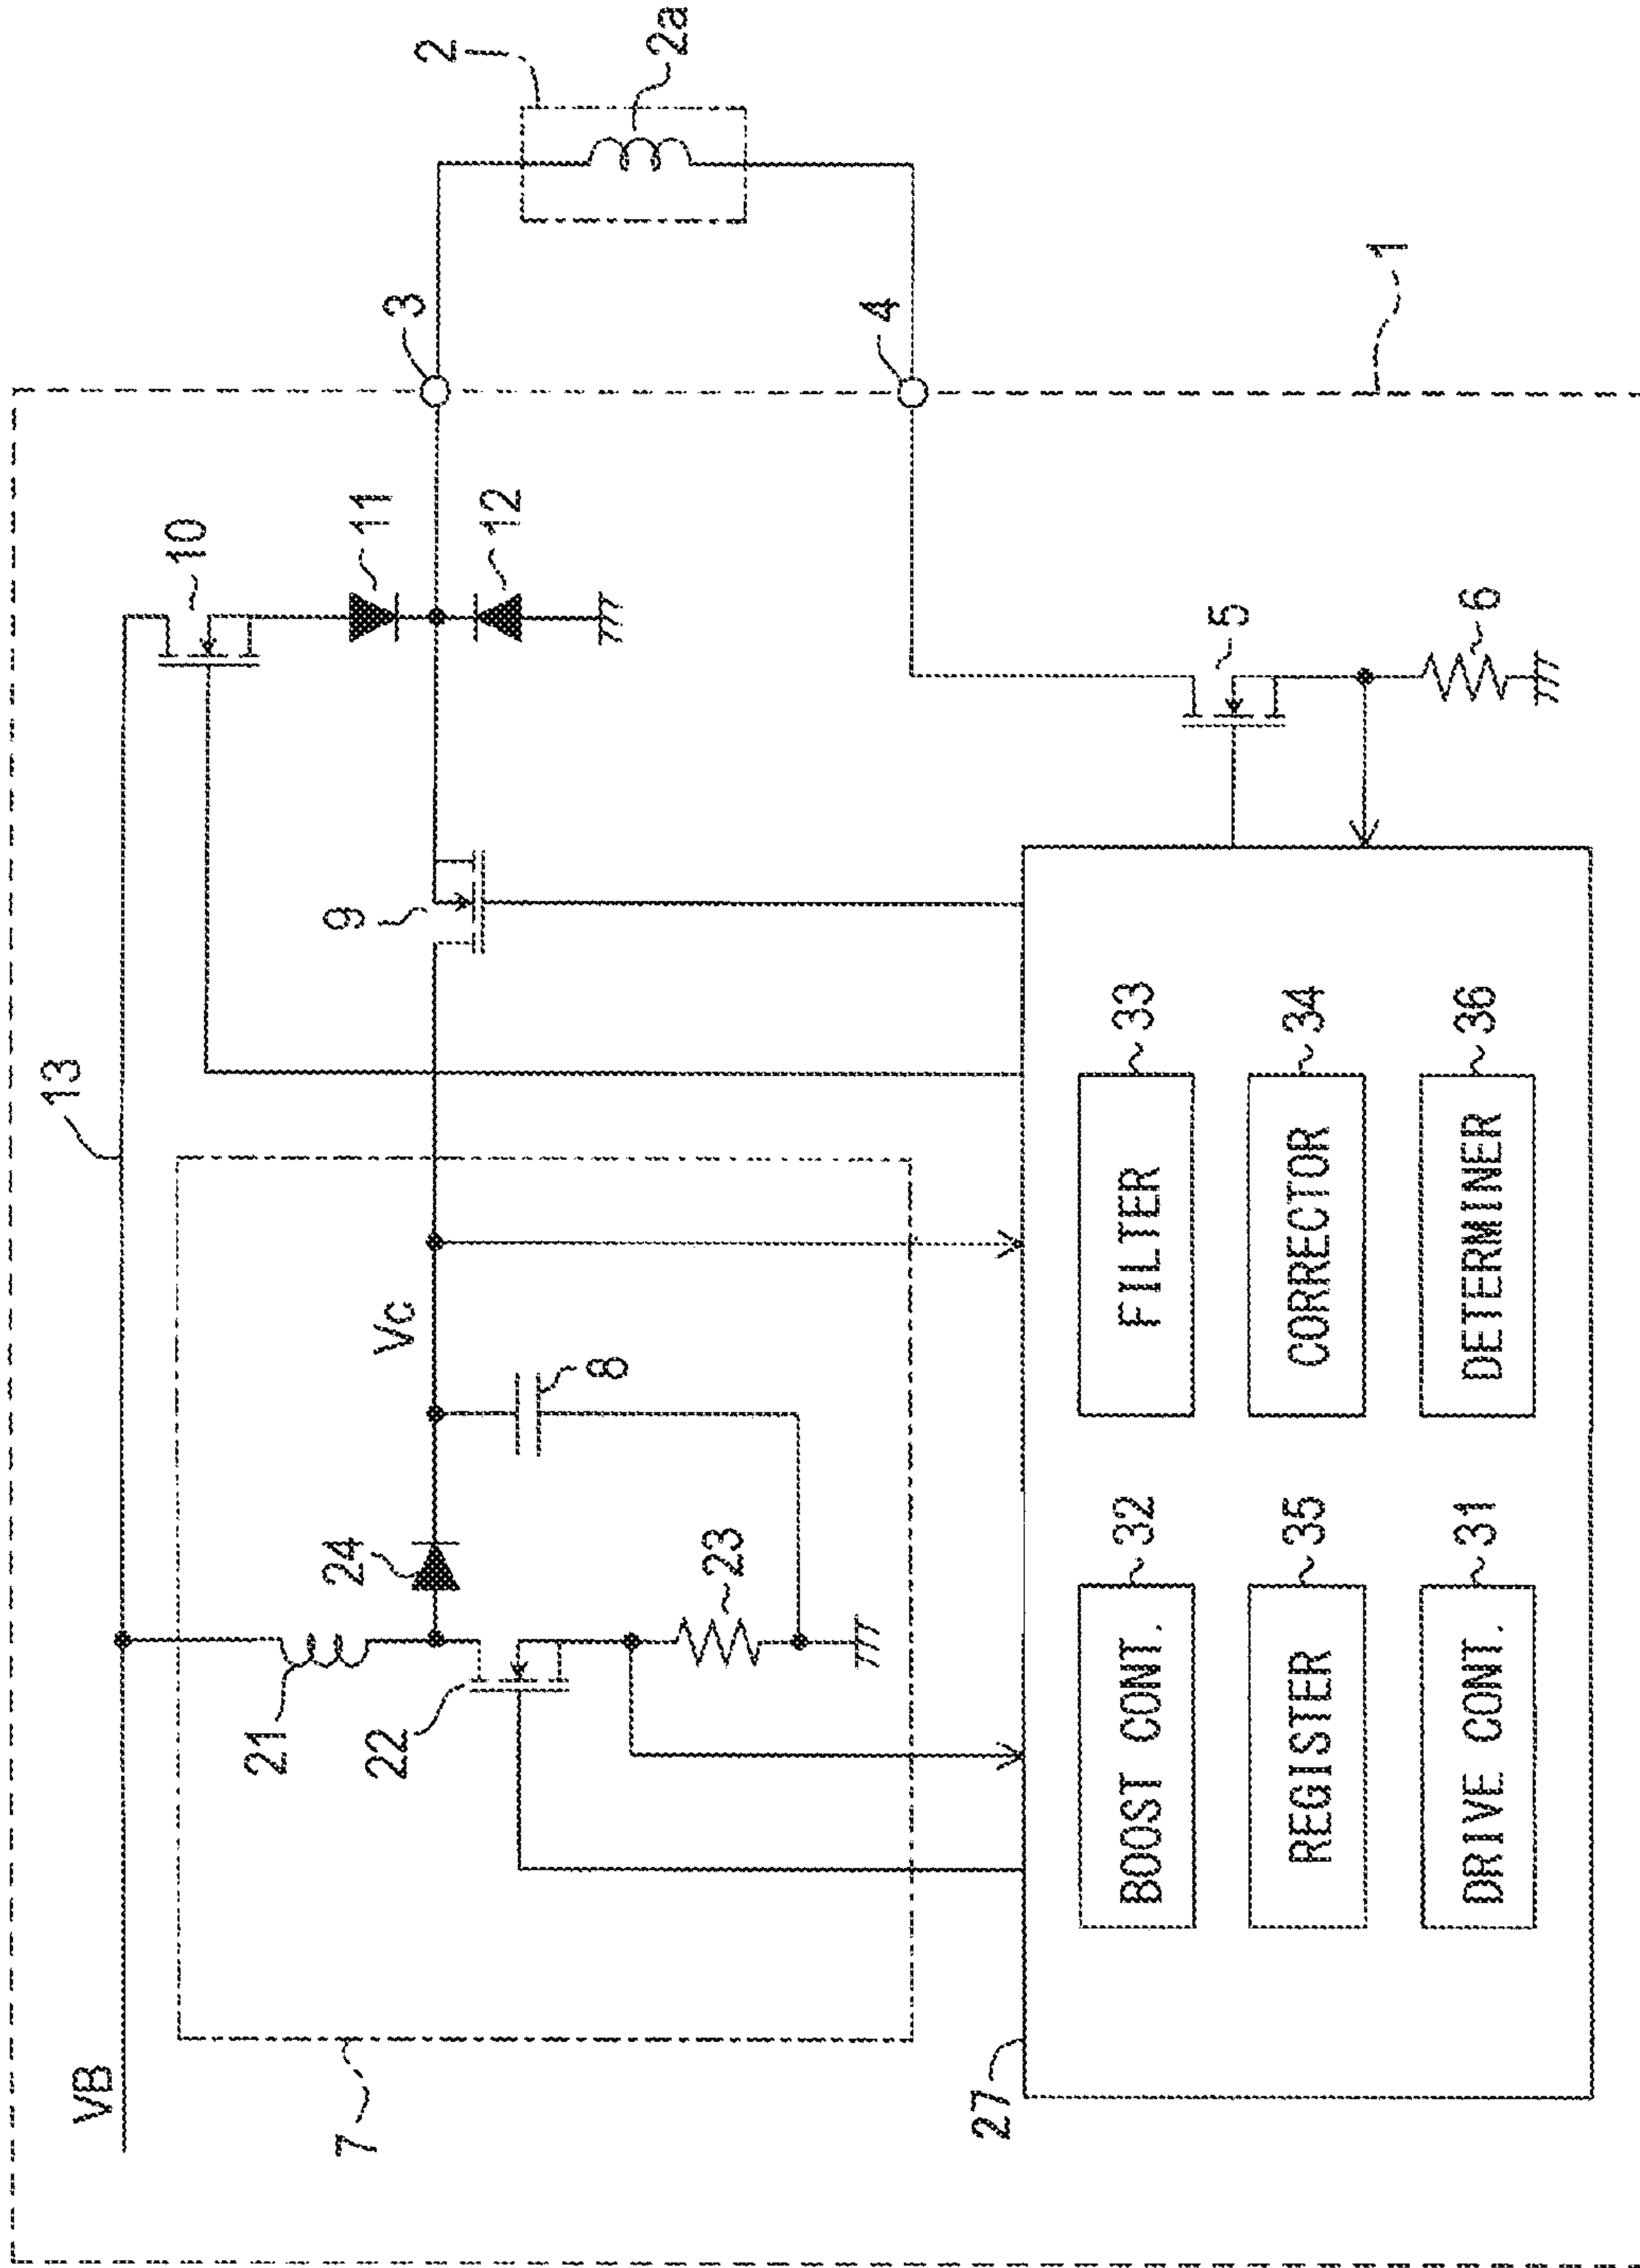 VB
13
10
11
12
3
2
2a
4
1
7
21
24
Vc
22
8
23
9
5
6
27
BOOST CONT.
32
FILTER
33
REGISTER
35
CORRECTOR
34
DRIVE CONT.
31
DETERMINER
36